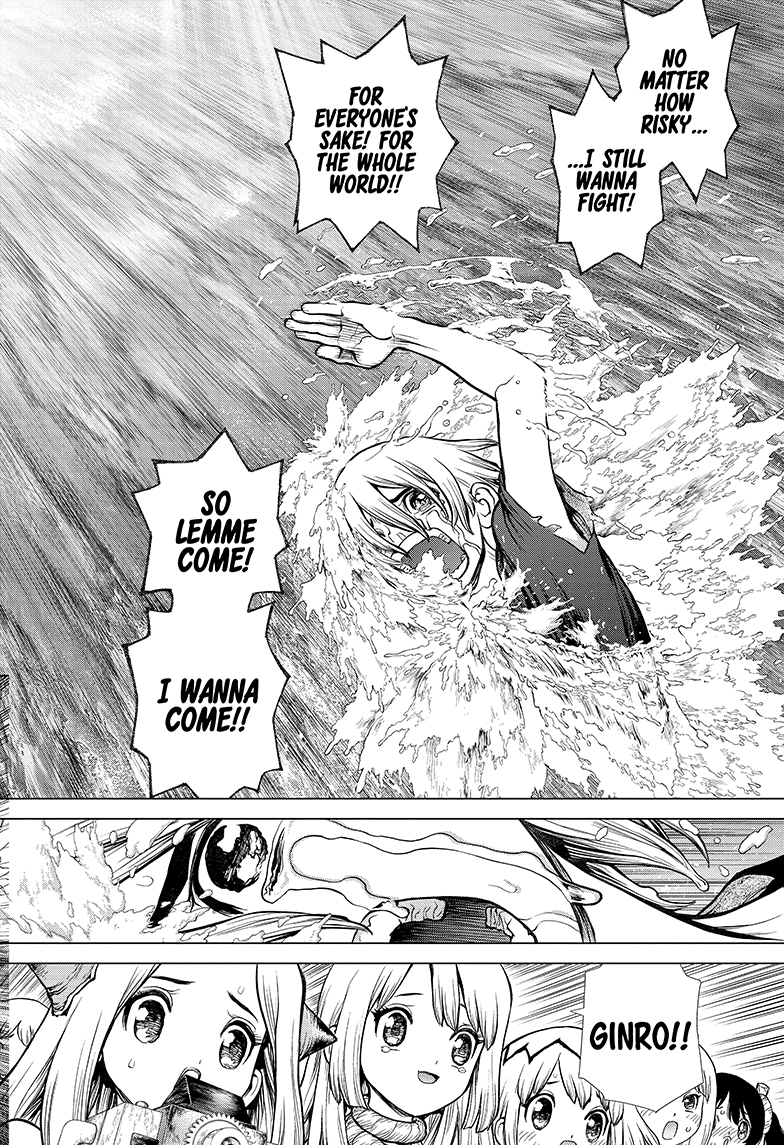 NO
MATTER
HOW
RISKY...
...I STILL
WANNA
FIGHT!
FOR
EVERYONE'S
SAKE! FOR
THE WHOLE
WORLD!!
SO
LEMME
COME!
I WANNA
COME!!
GINRO!!